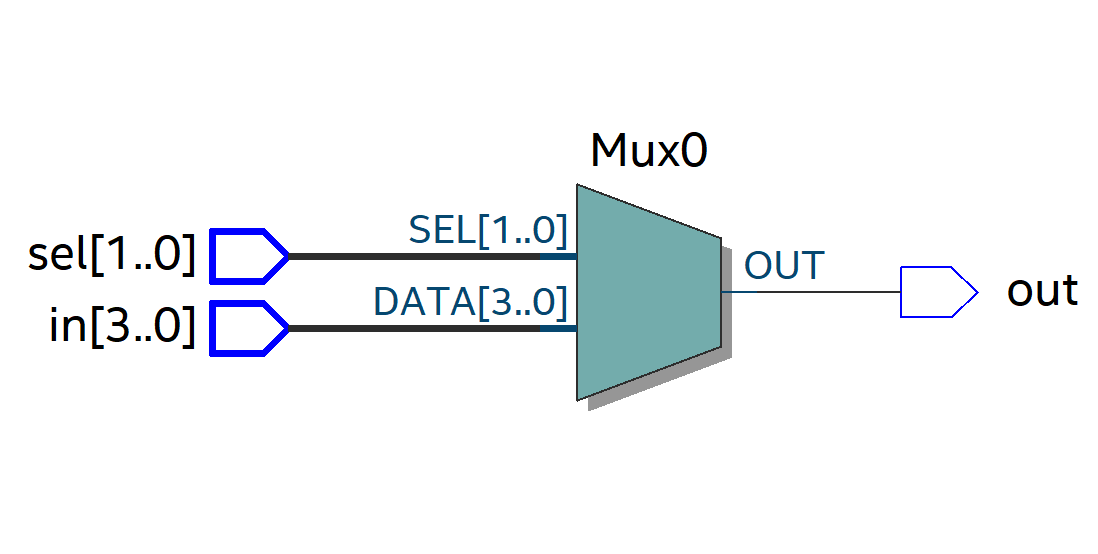 Mux0
sel[1..0]
SEL[1..0]
in[3..0]
DATA[3..0]
OUT
out